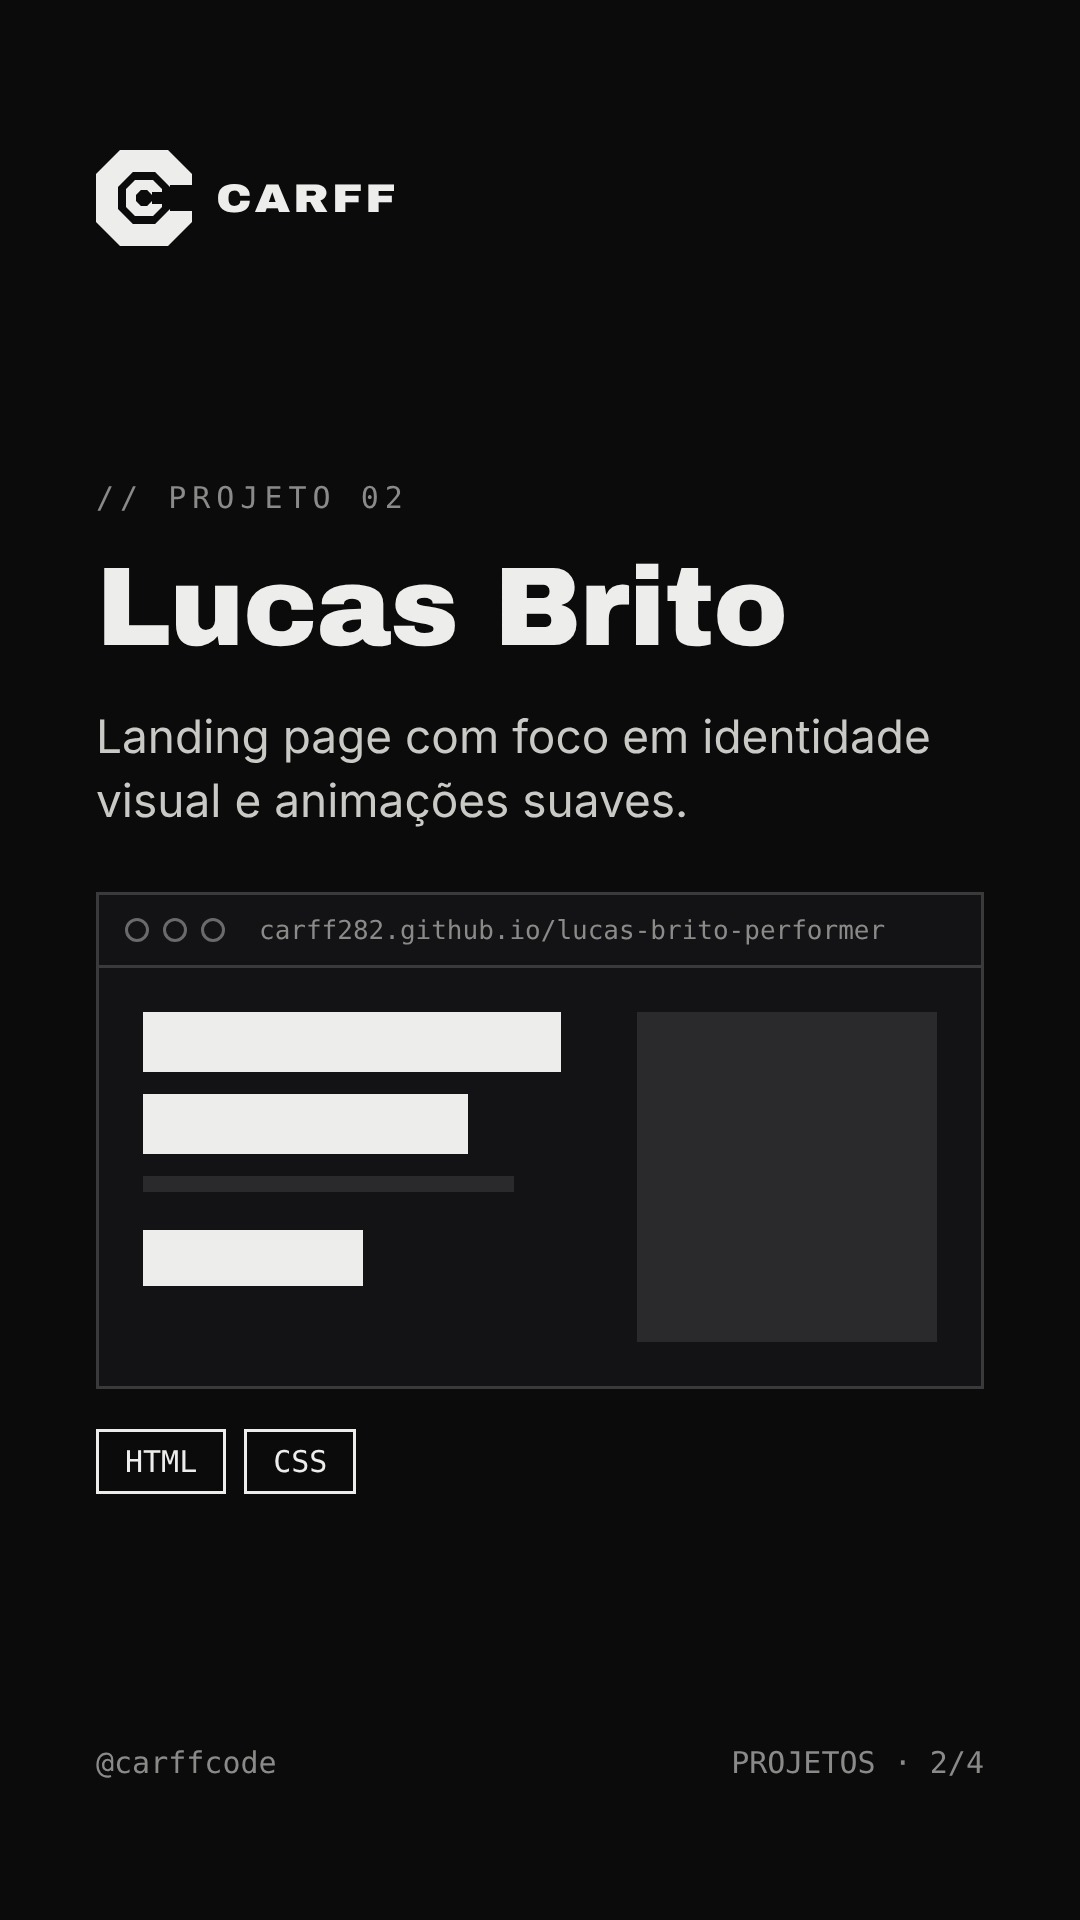 CARFF
// PROJETO 02
Lucas Brito
Landing page com foco em identidade
visual e animações suaves.
carff282.github.io/lucas-brito-performer
HTML CSS
@carffcode PROJETOS · 2/4